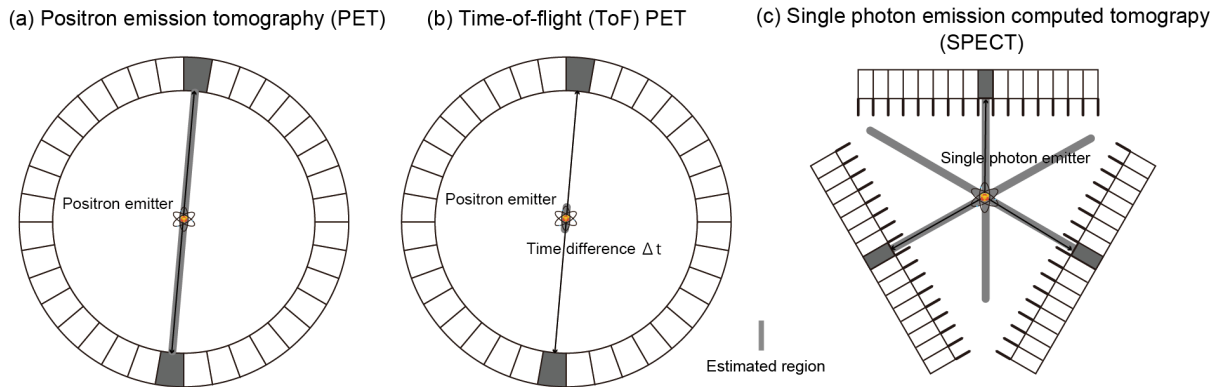 (a) Positron emission tomography (PET)
(b) Time-of-flight (ToF) PET
(c) Single photon emission computed tomograpy
(SPECT)
Positron emitter
Positron emitter
Time difference Δt
Single photon emitter
Estimated region